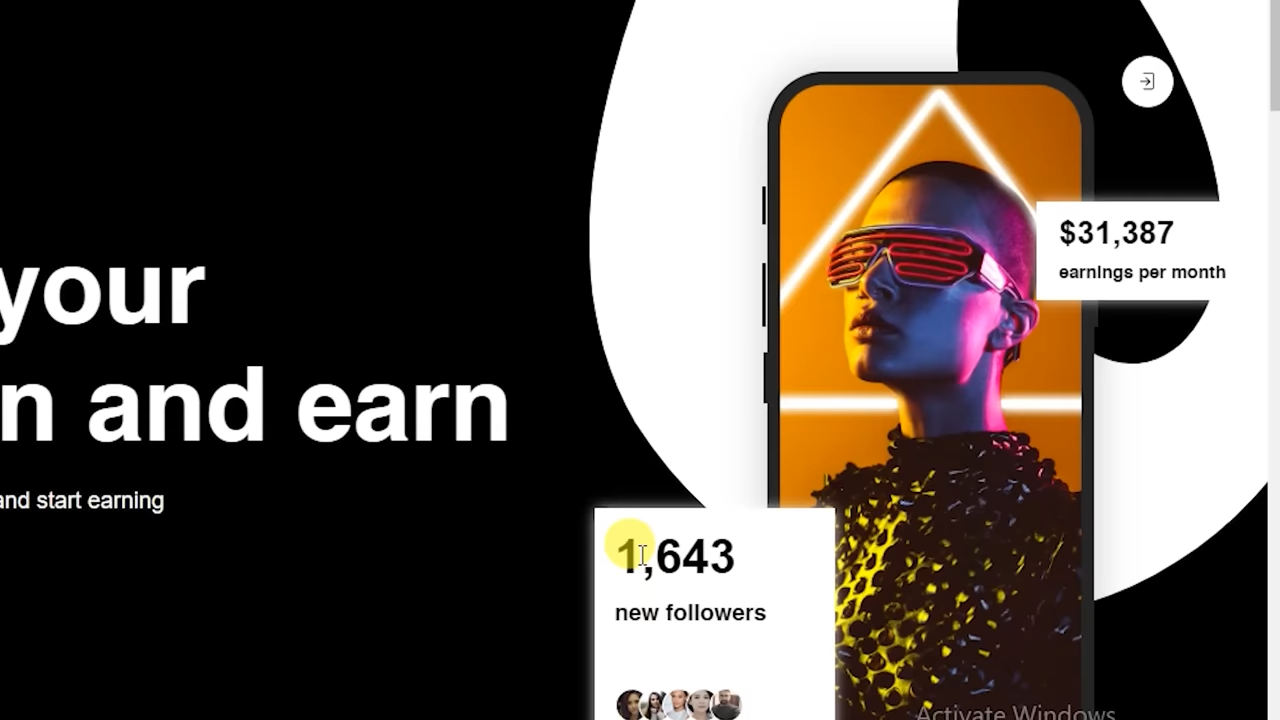 your
n and earn
and start earning
$31,387
earnings per month
1,643
new followers
Activate Windows